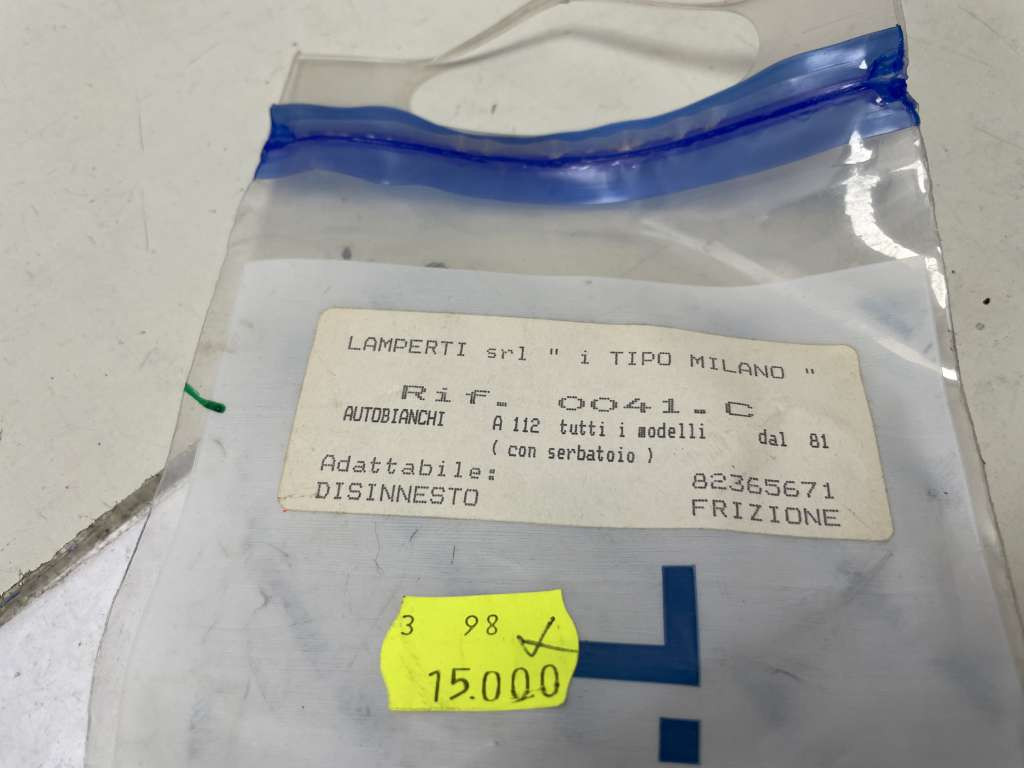 LAMPERTI srl " i TIPO MILANO "
Rif. 0041.C
AUTOBIANCHI A 112 tutti i modelli dal 81
( con serbatoio )
Adattabile: 82365671
DISINNESTO FRIZIONE
3 98
15.000